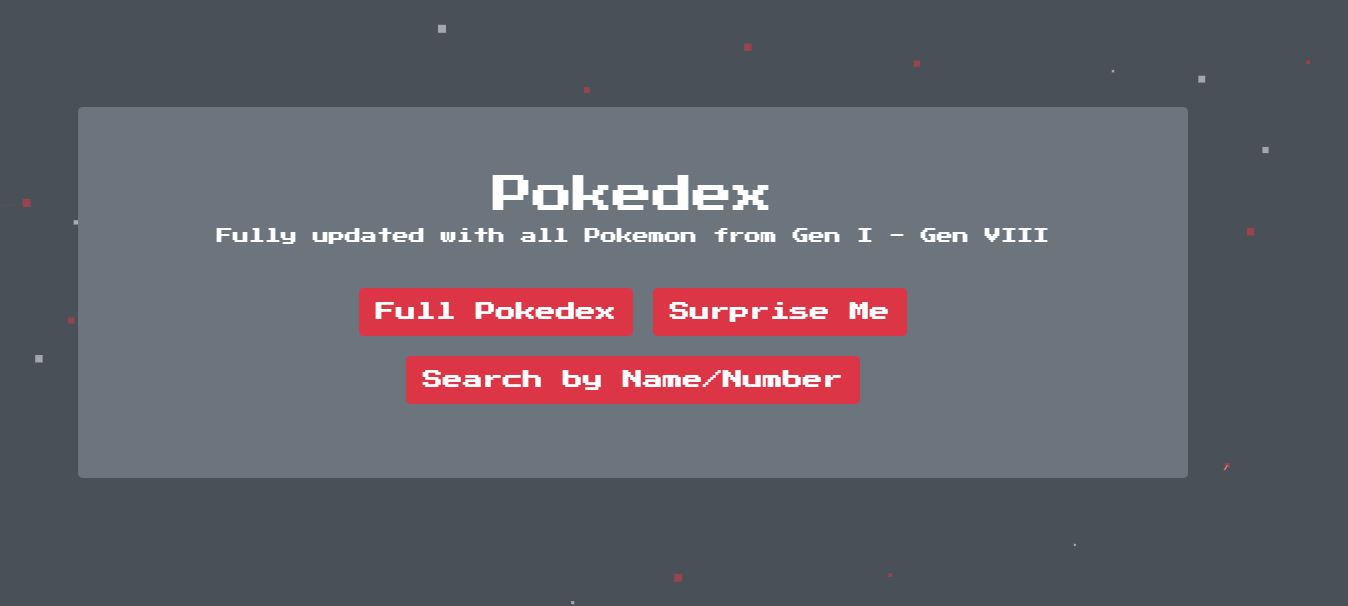 Pokedex
Fully updated with all Pokemon from Gen I - Gen VIII
Full Pokedex
Surprise Me
Search by Name/Number